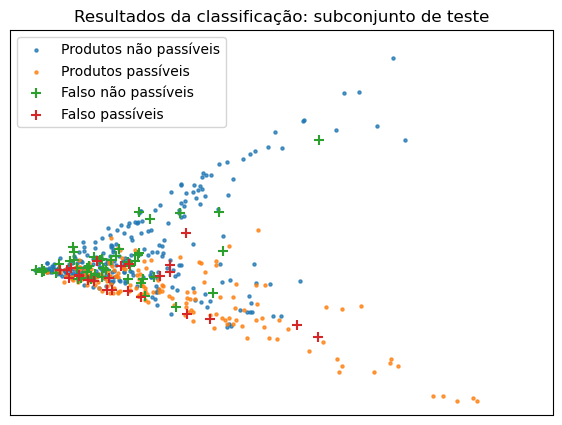 Resultados da classificação: subconjunto de teste
Produtos não passíveis
Produtos passíveis
Falso não passíveis
Falso passíveis